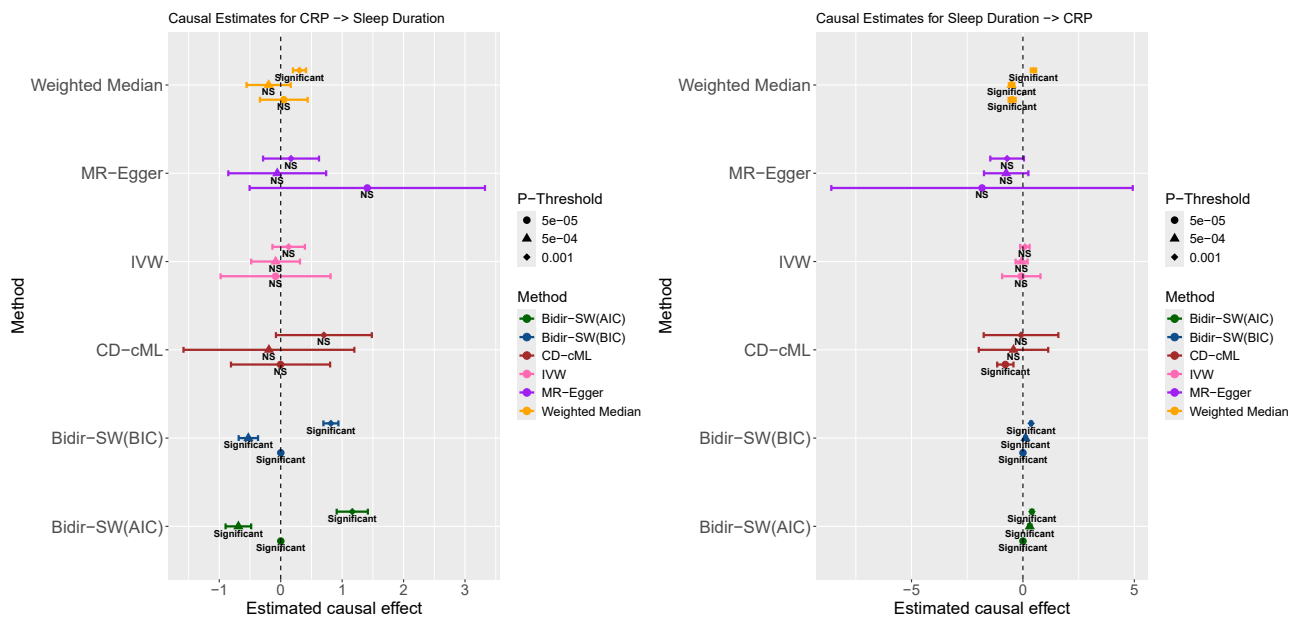 Causal Estimates for CRP −> Sleep Duration
Method
Weighted Median
Significant
NS
NS
MR−Egger
NS
NS
NS
IVW
NS
NS
NS
CD−cML
NS
NS
NS
Bidir−SW(BIC)
Significant
Significant
Significant
Bidir−SW(AIC)
Significant
Significant
Significant
−1 0 1 2 3
Estimated causal effect
P−Threshold
5e−05
5e−04
0.001
Method
Bidir−SW(AIC)
Bidir−SW(BIC)
CD−cML
IVW
MR−Egger
Weighted Median
Causal Estimates for Sleep Duration −> CRP
Method
Weighted Median
Significant
Significant
Significant
MR−Egger
NS
NS
NS
IVW
NS
NS
NS
CD−cML
NS
NS
Significant
Bidir−SW(BIC)
Significant
Significant
Significant
Bidir−SW(AIC)
Significant
Significant
Significant
−5 0 5
Estimated causal effect
P−Threshold
5e−05
5e−04
0.001
Method
Bidir−SW(AIC)
Bidir−SW(BIC)
CD−cML
IVW
MR−Egger
Weighted Median